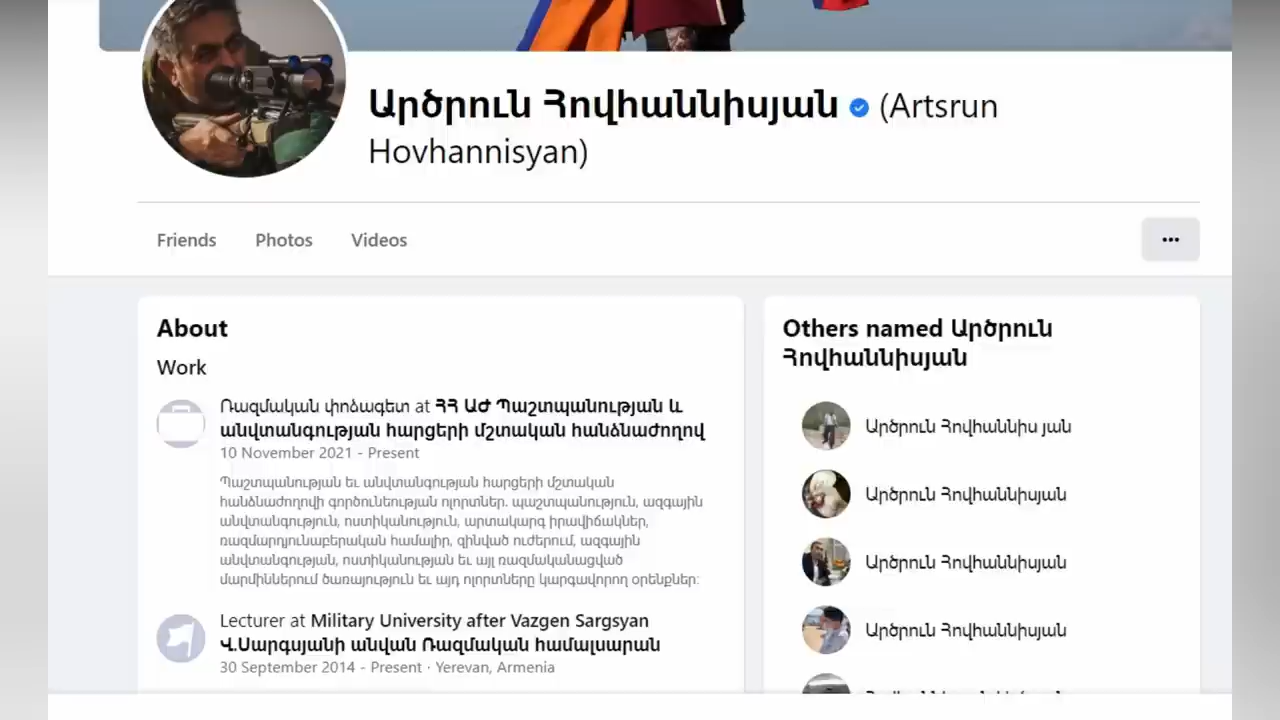 Արծրուն Հովհաննիսյան (Artsrun
Hovhannisyan)
Friends Photos Videos
About
Work
Ռազմական փոձագետ at ՀՀ ԱԺ Պաշտպանության և
անվտանգության հարցերի մշտական հանձնաժողով
10 November 2021 - Present
Պաշտպանության եւ անվտանգության հարցերի մշտական
հանձնաժողովի գործունեության ոլորտներ. պաշտպանություն, ազգային
անվտանգություն, ոստիկանություն, արտակարգ իրավիճակներ,
ռազմարդյունաբերական համալիր, զինված ուժերում, ազգային
անվտանգության, ոստիկանության եւ այլ ռազմականացված
մարմիններում ծառայություն եւ այդ ոլորտները կարգավորող օրենքներ:
Lecturer at Military University after Vazgen Sargsyan
Վ.Սարգսյանի անվան Ռազմական համալսարան
30 September 2014 - Present · Yerevan, Armenia
Others named Արծրուն
Հովհաննիսյան
Արծրուն Հովհաննիս յան
Արծրուն Հովհաննիսյան
Արծրուն Հովհաննիսյան
Արծրուն Հովհաննիսյան